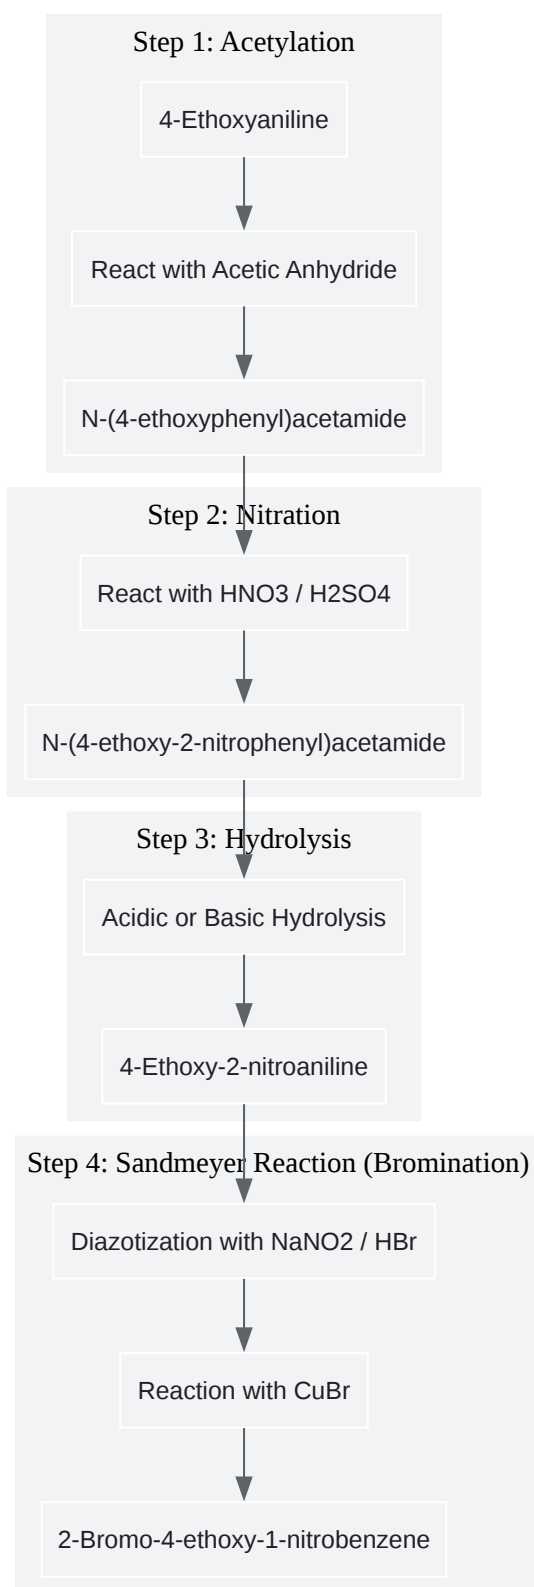 Step 1: Acetylation
4-Ethoxyaniline
React with Acetic Anhydride
N-(4-ethoxyphenyl)acetamide
Step 2: Nitration
React with HNO3 / H2SO4
N-(4-ethoxy-2-nitrophenyl)acetamide
Step 3: Hydrolysis
Acidic or Basic Hydrolysis
4-Ethoxy-2-nitroaniline
Step 4: Sandmeyer Reaction (Bromination)
Diazotization with NaNO2 / HBr
Reaction with CuBr
2-Bromo-4-ethoxy-1-nitrobenzene